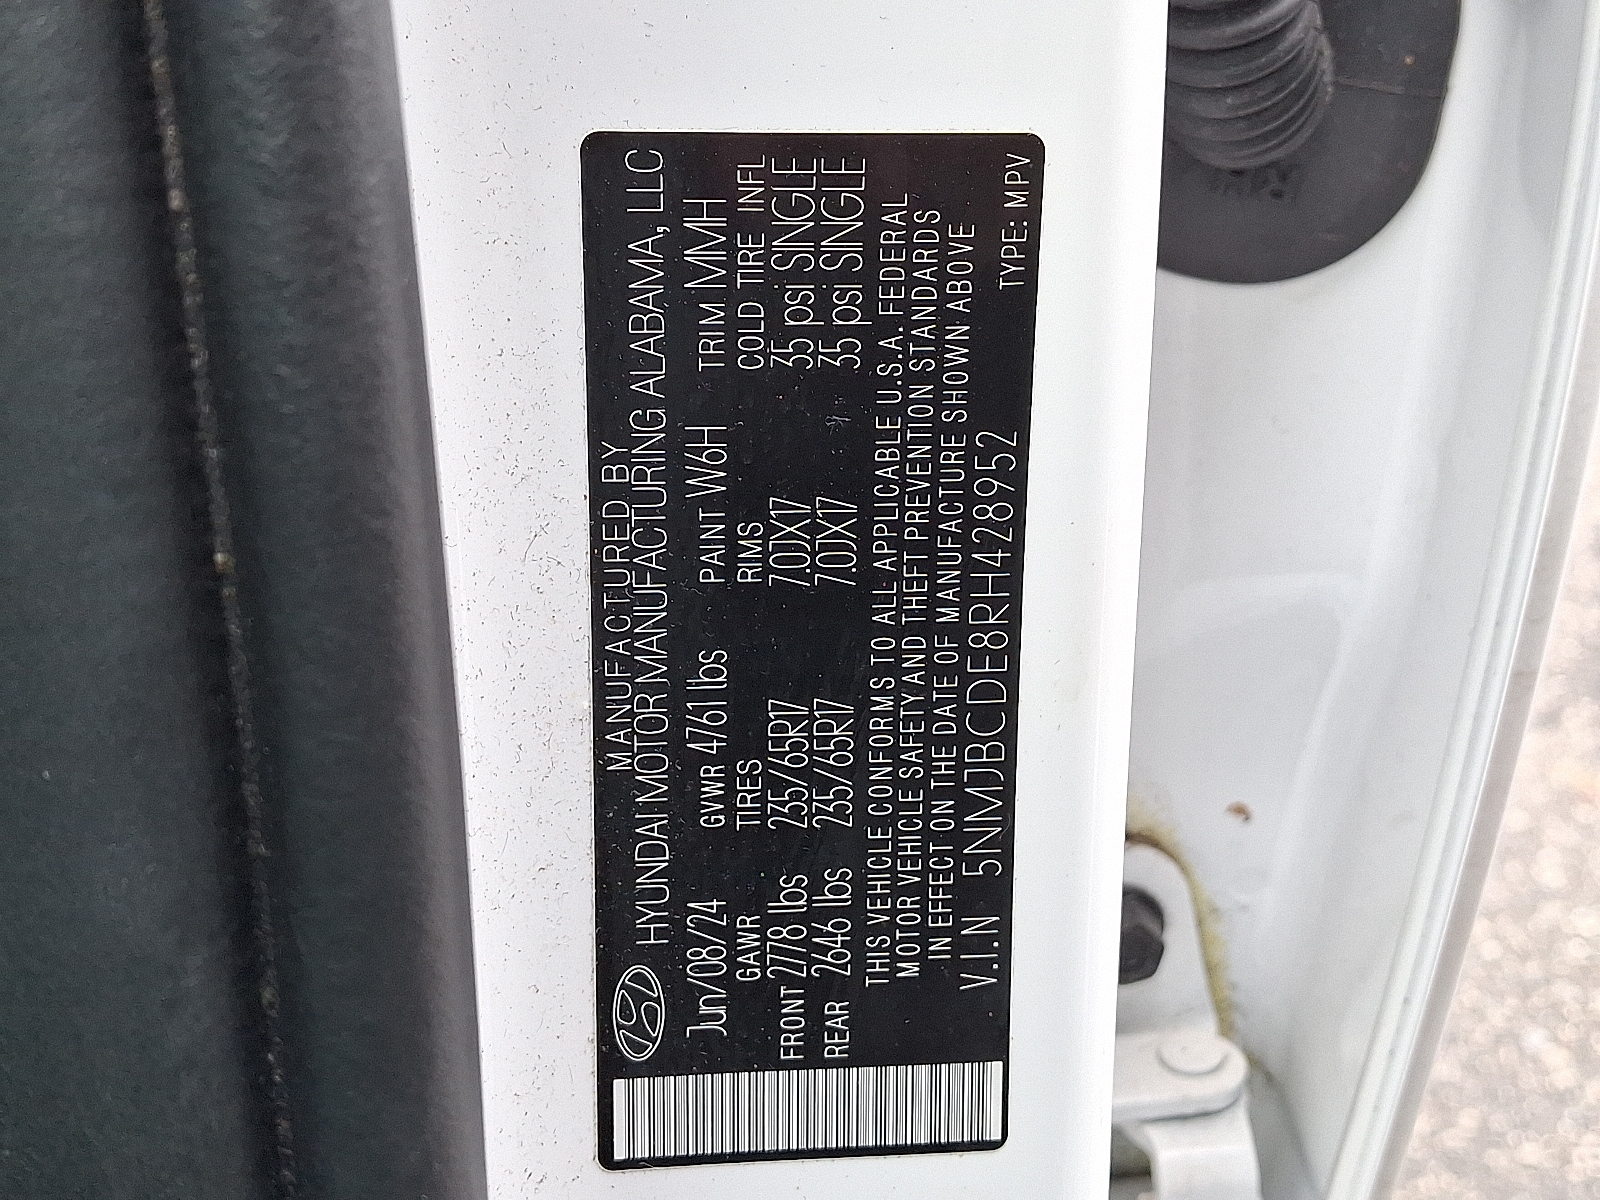 MANUFACTURED BY
HYUNDAI MOTOR MANUFACTURING ALABAMA, LLC
Jun/08/24 GVWR 4761 lbs PAINT W6H TRIM MMH
GAWR TIRES RIMS COLD TIRE INFL
FRONT 2778 lbs 235/65R17 7.0JX17 35 psi SINGLE
REAR 2646 lbs 235/65R17 7.0JX17 35 psi SINGLE
THIS VEHICLE CONFORMS TO ALL APPLICABLE U.S.A. FEDERAL
MOTOR VEHICLE SAFETY AND THEFT PREVENTION STANDARDS
IN EFFECT ON THE DATE OF MANUFACTURE SHOWN ABOVE
V.I.N 5NMJBCDE8RH428952 TYPE: MPV